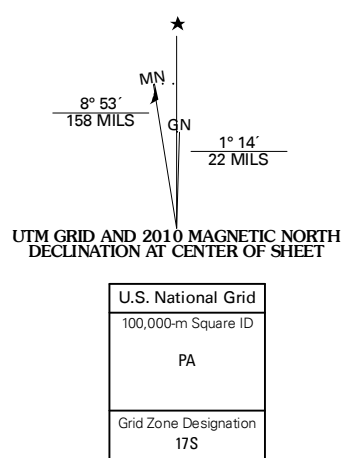 MN
8° 53´
158 MILS
GN
1° 14´
22 MILS
UTM GRID AND 2010 MAGNETIC NORTH
DECLINATION AT CENTER OF SHEET
U.S. National Grid
100,000-m Square ID
PA
Grid Zone Designation
17S